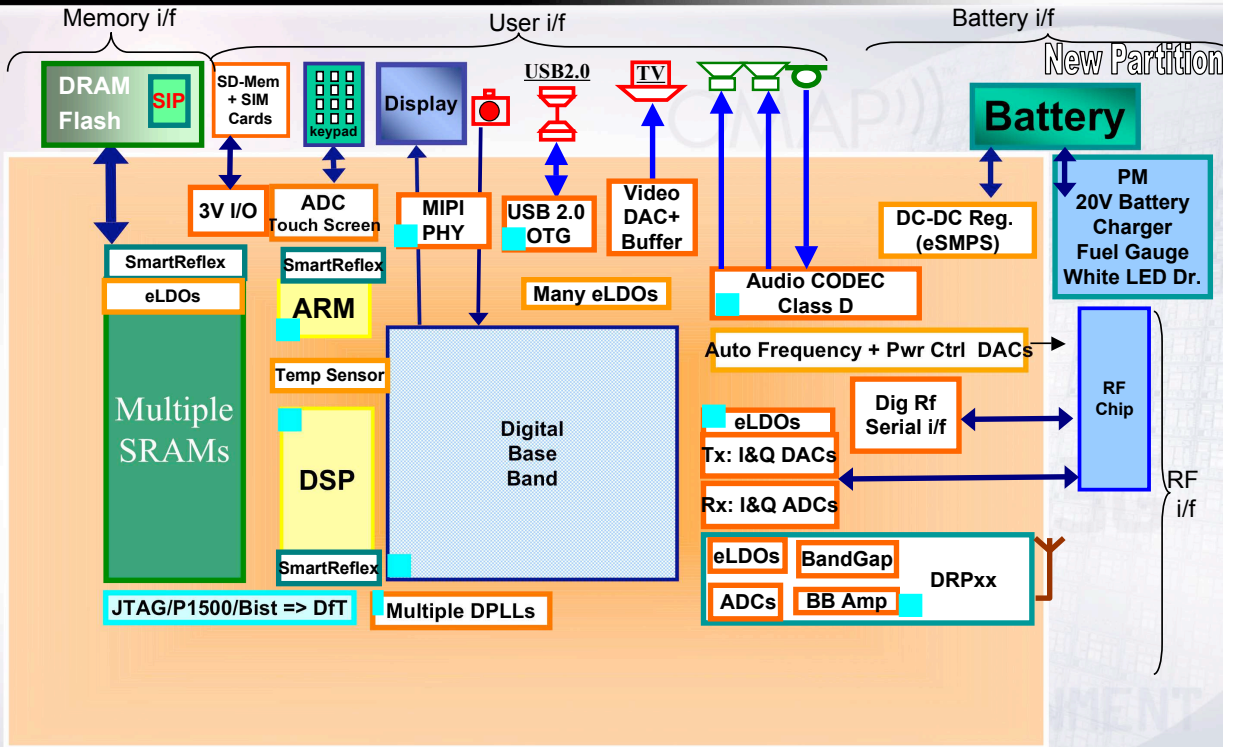 Memory i/f
User i/f
Battery i/f
New Partition
DRAM
Flash
SIP
SD-Mem
+ SIM
Cards
keypad
Display
USB2.0
TV
OMAP
Battery
3V I/O
ADC
Touch Screen
MIPI
PHY
USB 2.0
OTG
Video
DAC+
Buffer
DC-DC Reg.
(eSMPS)
PM
20V Battery
Charger
Fuel Gauge
White LED Dr.
SmartReflex
eLDOs
SmartReflex
ARM
Many eLDOs
Audio CODEC
Class D
Auto Frequency + Pwr Ctrl DACs
Temp Sensor
Multiple
SRAMs
DSP
Digital
Base
Band
Dig Rf
Serial i/f
RF
Chip
eLDOs
Tx: I&Q DACs
Rx: I&Q ADCs
RF
i/f
SmartReflex
eLDOs
BandGap
DRPxx
ADCs
BB Amp
JTAG/P1500/Bist => DfT
Multiple DPLLs